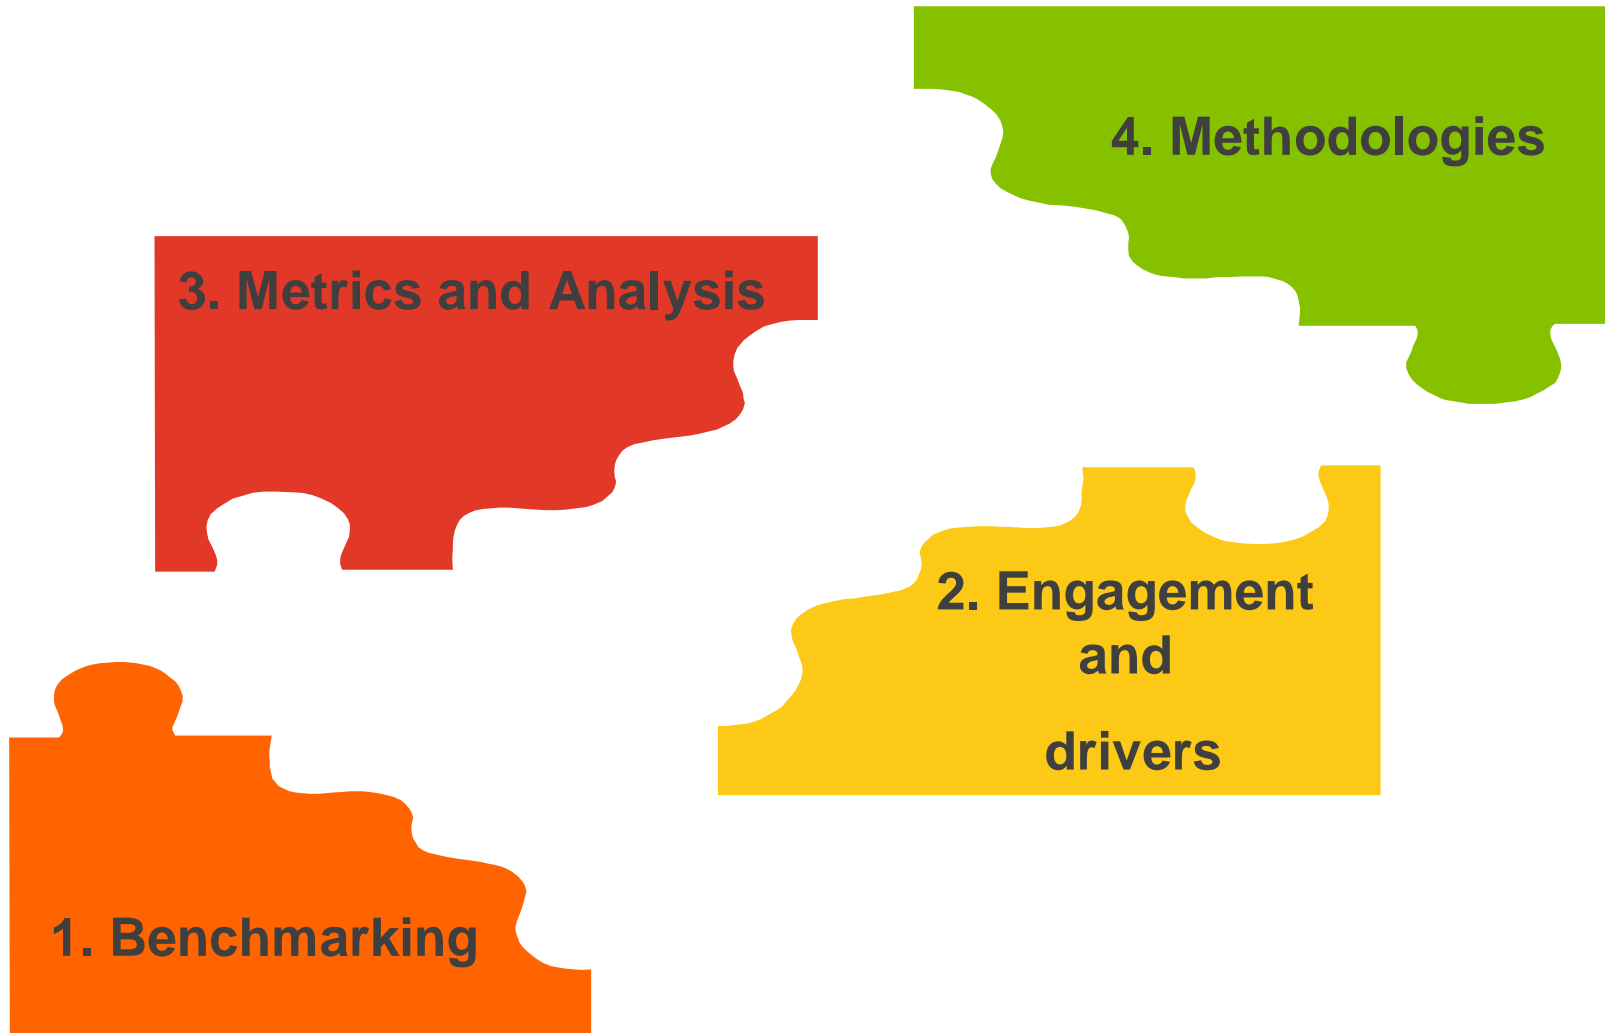 4. Methodologies
3. Metrics and Analysis
2. Engagement
and
drivers
1. Benchmarking